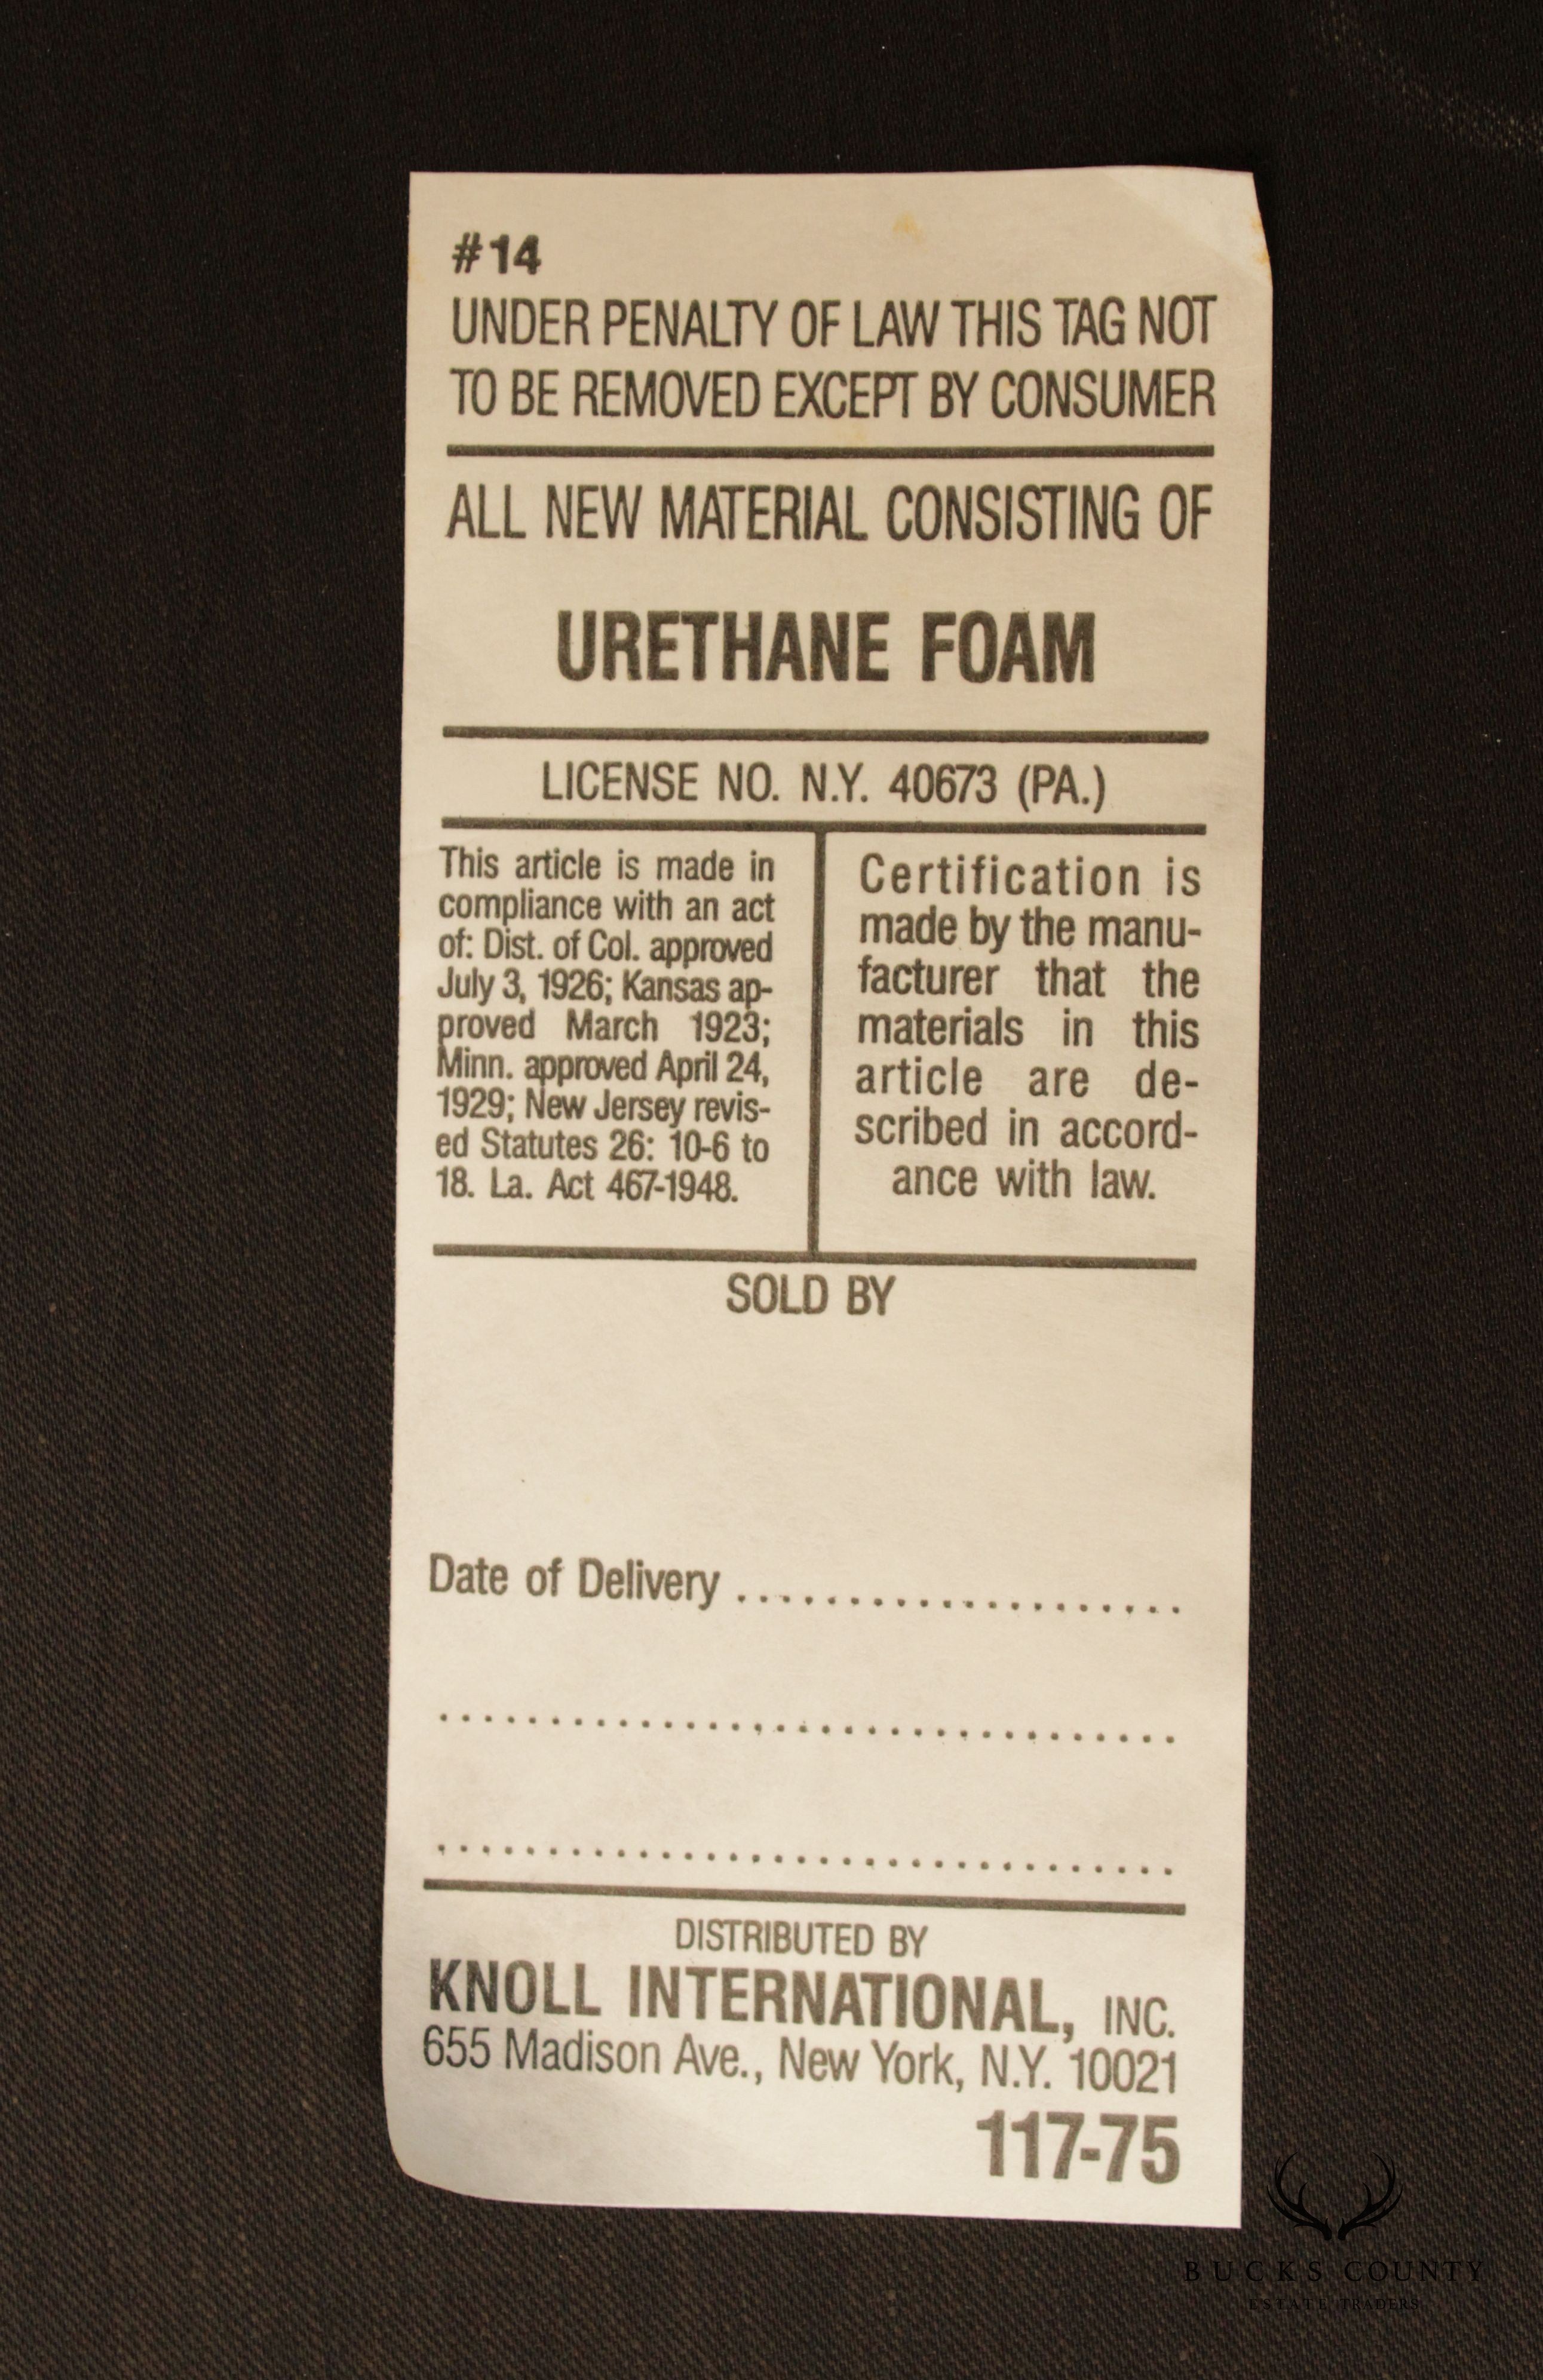 #14
UNDER PENALTY OF LAW THIS TAG NOT
TO BE REMOVED EXCEPT BY CONSUMER
ALL NEW MATERIAL CONSISTING OF
URETHANE FOAM
LICENSE NO. N.Y. 40673 (PA.)
This article is made in
compliance with an act
of: Dist. of Col. approved
July 3, 1926; Kansas ap-
proved March 1923;
Minn. approved April 24,
1929; New Jersey revis-
ed Statutes 26: 10-6 to
18. La. Act 467-1948.
Certification is
made by the manu-
facturer that the
materials in this
article are de-
scribed in accord-
ance with law.
SOLD BY
Date of Delivery ....................
..................................
..................................
DISTRIBUTED BY
KNOLL INTERNATIONAL, INC.
655 Madison Ave., New York, N.Y. 10021
117-75
BUCKS COUNTY
ESTATE TRADERS